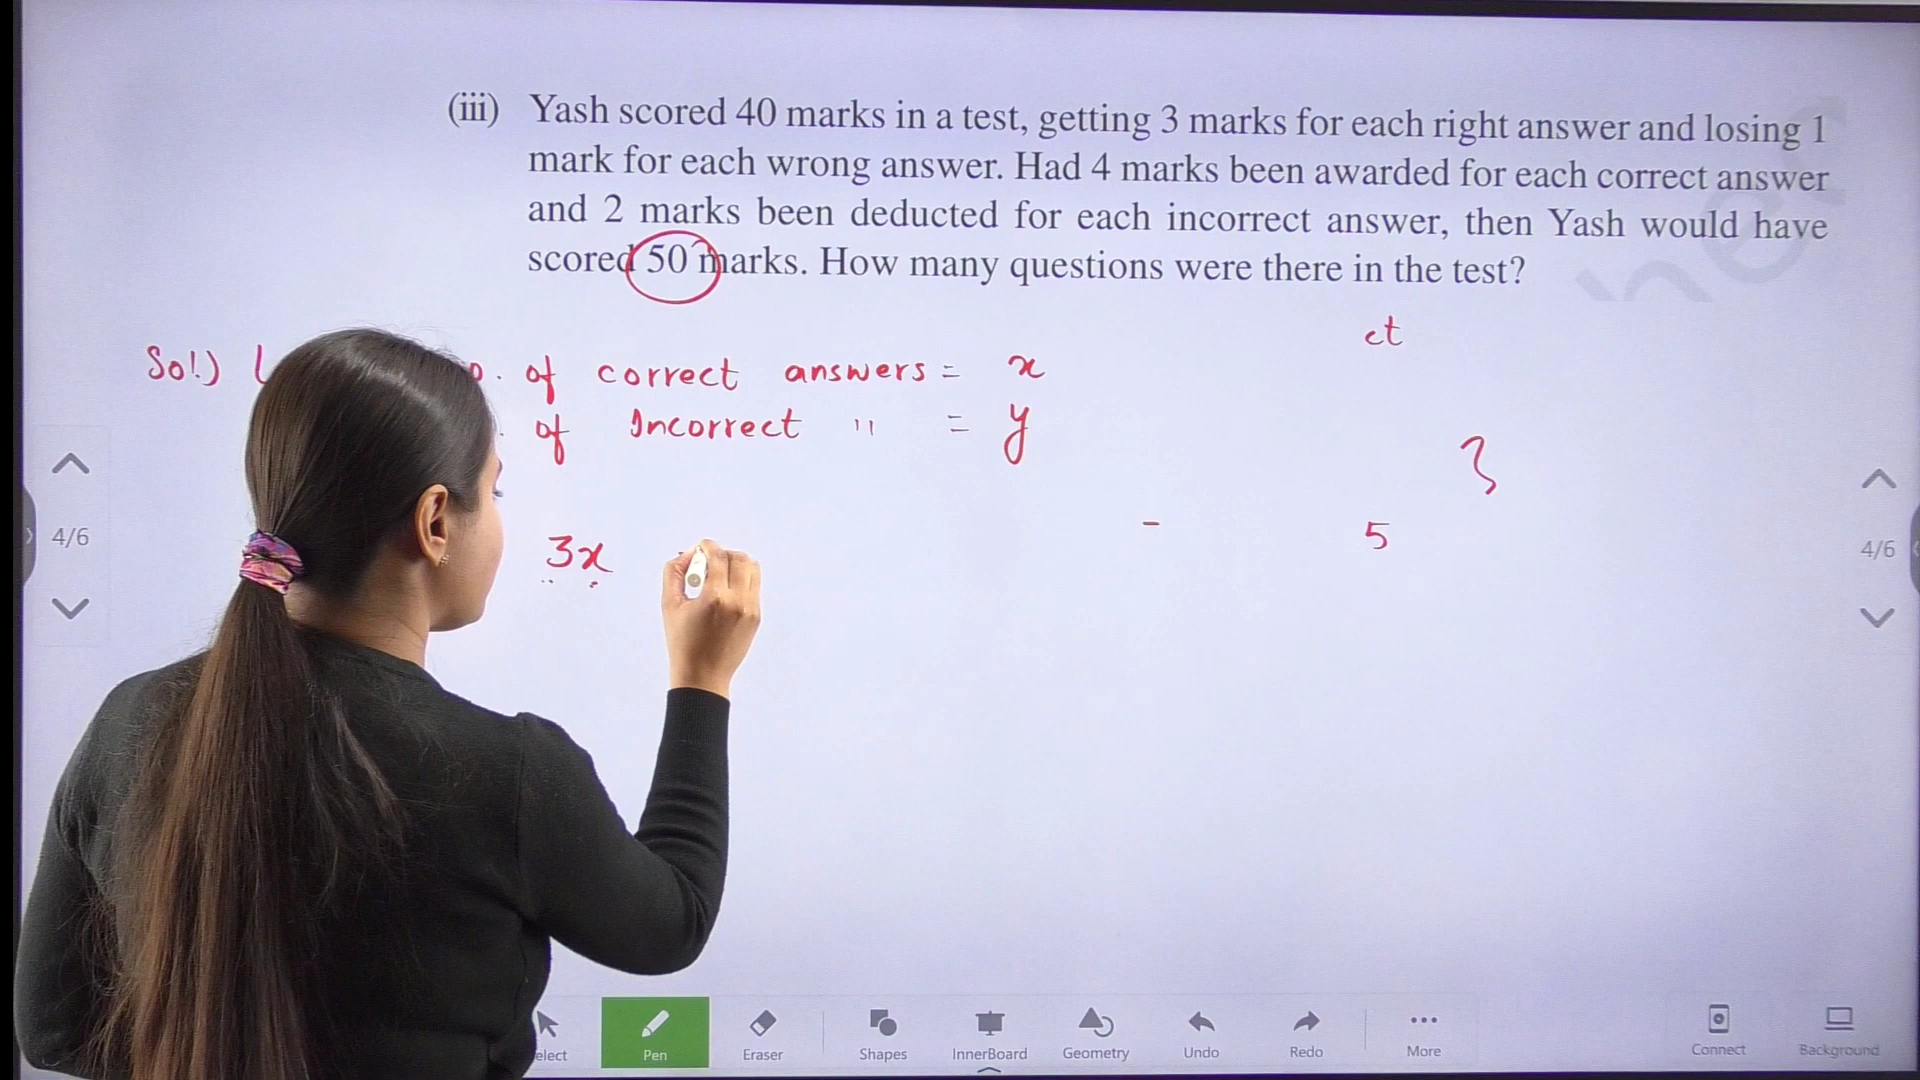 (iii) Yash scored 40 marks in a test, getting 3 marks for each right answer and losing 1
mark for each wrong answer. Had 4 marks been awarded for each correct answer
and 2 marks been deducted for each incorrect answer, then Yash would have
scored 50 marks. How many questions were there in the test?
ct
Sol.) of correct answers = x
of Incorrect " = y
3x - 5
4/6
4/6
elect Pen Eraser Shapes InnerBoard Geometry Undo Redo More Connect Background